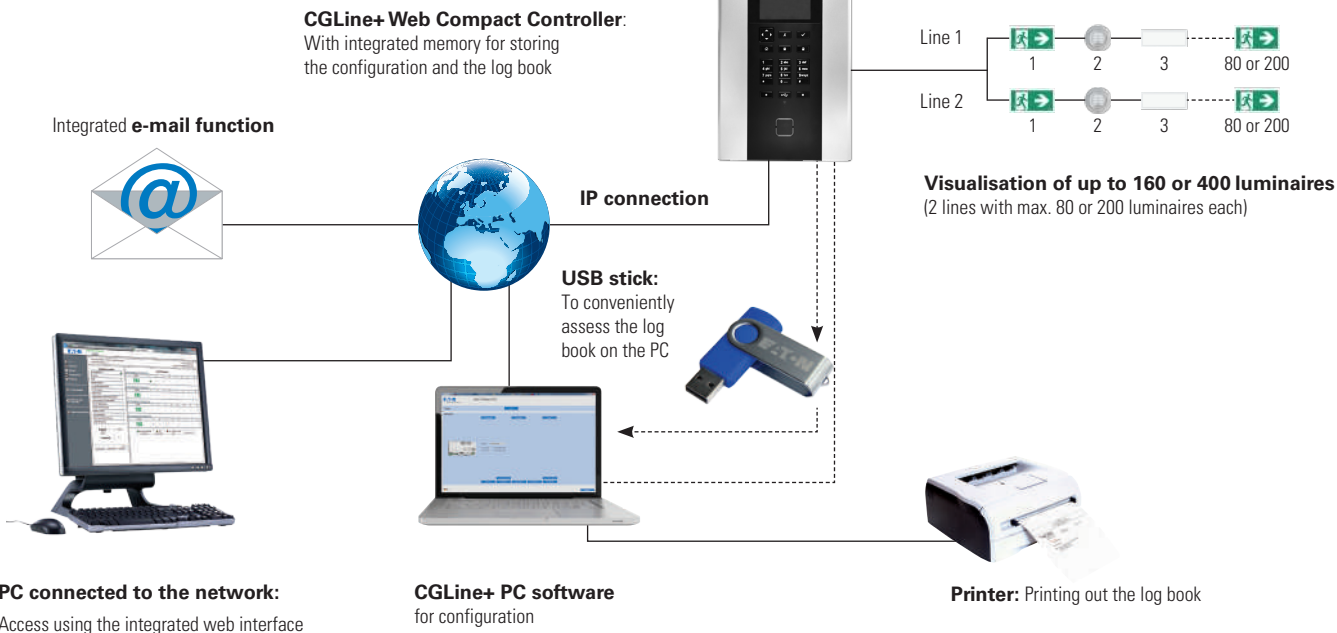 CGLine+ Web Compact Controller:
With integrated memory for storing
the configuration and the log book
Line 1
1 2 3 80 or 200
Line 2
1 2 3 80 or 200
Integrated e-mail function
@
IP connection
Visualisation of up to 160 or 400 luminaires
(2 lines with max. 80 or 200 luminaires each)
USB stick:
To conveniently
assess the log
book on the PC
E·T·N
PC connected to the network:
Access using the integrated web interface
CGLine+ PC software
for configuration
Printer: Printing out the log book